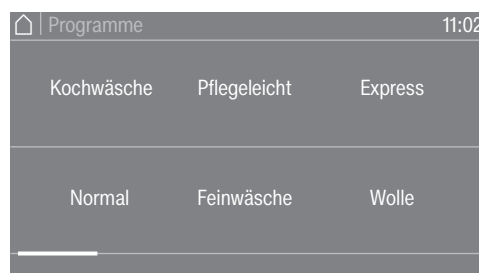 Programme 11:02
Kochwäsche Pflegeleicht Express
Normal Feinwäsche Wolle